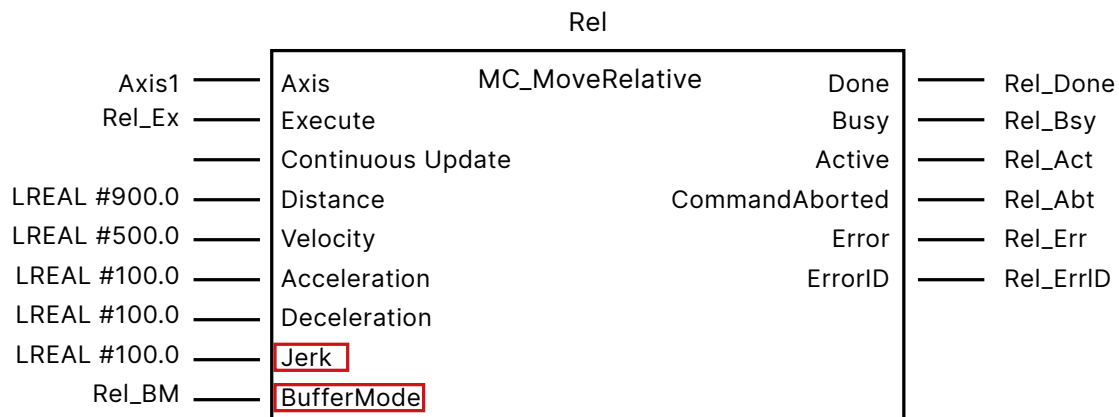 Rel
Axis1 Axis MC_MoveRelative Done Rel_Done
Rel_Ex Execute Busy Rel_Bsy
Continuous Update Active Rel_Act
LREAL #900.0 Distance CommandAborted Rel_Abt
LREAL #500.0 Velocity Error Rel_Err
LREAL #100.0 Acceleration ErrorID Rel_ErrID
LREAL #100.0 Deceleration
LREAL #100.0 Jerk
Rel_BM BufferMode